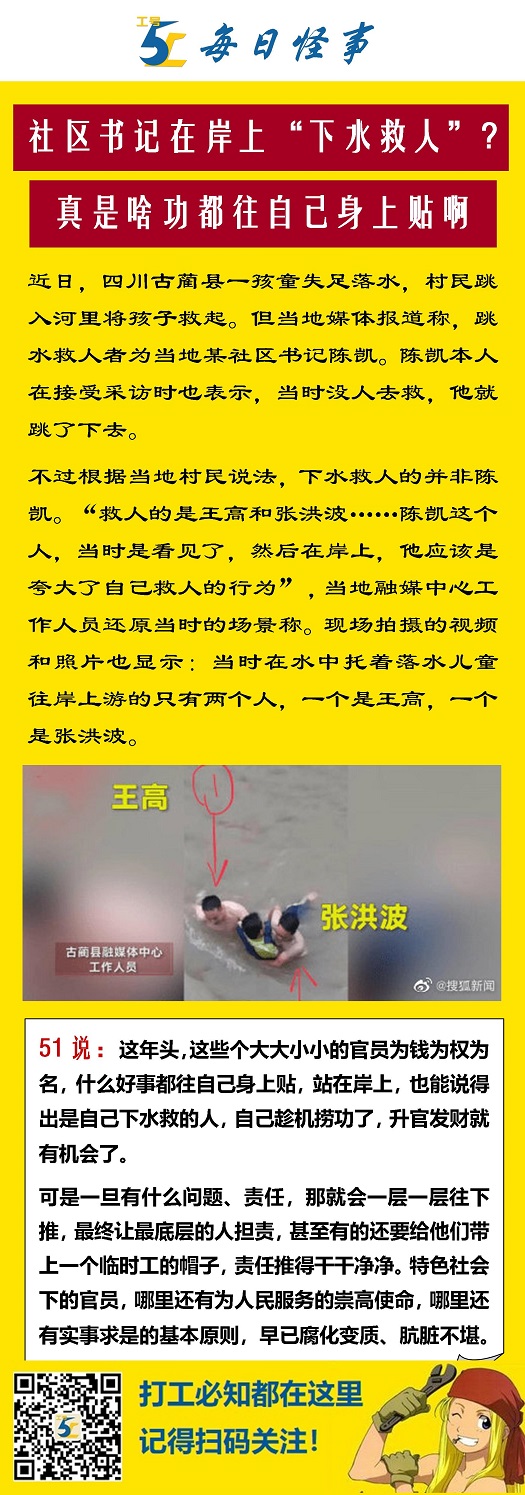 工号
51
每日怪事
社区书记在岸上“下水救人”？
真是啥功都往自己身上贴啊
近日，四川古蔺县一孩童失足落水，村民跳
入河里将孩子救起。但当地媒体报道称，跳
水救人者为当地某社区书记陈凯。陈凯本人
在接受采访时也表示，当时没人去救，他就
跳了下去。
不过根据当地村民说法，下水救人的并非陈
凯。“救人的是王高和张洪波……陈凯这个
人，当时是看见了，然后在岸上，他应该是
夸大了自己救人的行为”，当地融媒中心工
作人员还原当时的场景称。现场拍摄的视频
和照片也显示：当时在水中托着落水儿童
往岸上游的只有两个人，一个是王高，一个
是张洪波。
王高
1
张洪波
古蔺县融媒体中心
工作人员
@搜狐新闻
51 说：这年头，这些个大大小小的官员为钱为权为
名，什么好事都往自己身上贴，站在岸上，也能说得
出是自己下水救的人，自己趁机捞功了，升官发财就
有机会了。
可是一旦有什么问题、责任，那就会一层一层往下
推，最终让最底层的人担责，甚至有的还要给他们带
上一个临时工的帽子，责任推得干干净净。特色社会
下的官员，哪里还有为人民服务的崇高使命，哪里还
有实事求是的基本原则，早已腐化变质、肮脏不堪。
打工必知都在这里
记得扫码关注！